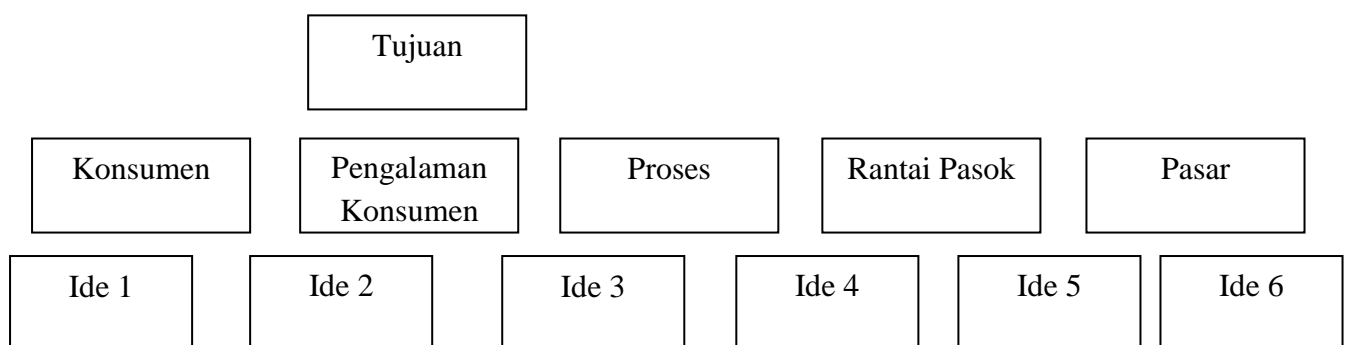 Tujuan
Konsumen
Pengalaman
Konsumen
Proses
Rantai Pasok
Pasar
Ide 1
Ide 2
Ide 3
Ide 4
Ide 5
Ide 6